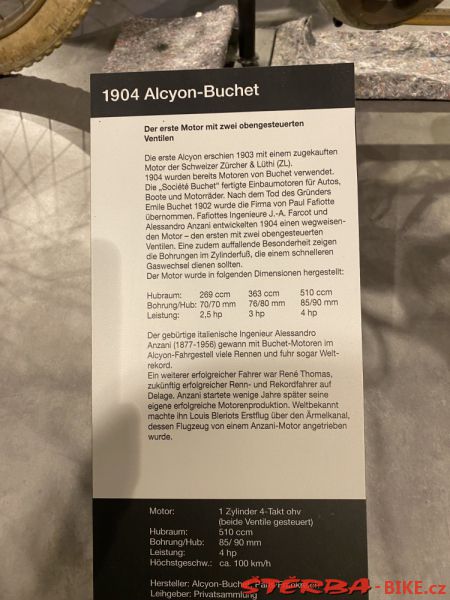 1904 Alcyon-Buchet
Der erste Motor mit zwei obengesteuerten
Ventilen
Die erste Alcyon erschien 1903 mit einem zugekauften
Motor der Schweizer Zürcher & Lüthi (ZL).
1904 wurden bereits Motoren von Buchet verwendet.
Die „Société Buchet" fertigte Einbaumotoren für Autos,
Boote und Motorräder. Nach dem Tod des Gründers
Emile Buchet 1902 wurde die Firma von Paul Fafiotte
übernommen. Fafiottes Ingenieure J.-A. Farcot und
Alessandro Anzani entwickelten 1904 einen wegweisen-
den Motor – den ersten mit zwei obengesteuerten
Ventilen. Eine zudem auffallende Besonderheit zeigen
die Bohrungen im Zylinderfuß, die einem schnelleren
Gaswechsel dienen sollten.
Der Motor wurde in folgenden Dimensionen hergestellt:
Hubraum: 269 ccm 363 ccm 510 ccm
Bohrung/Hub: 70/70 mm 76/80 mm 85/90 mm
Leistung: 2,5 hp 3 hp 4 hp
Der gebürtige italienische Ingenieur Alessandro
Anzani (1877-1956) gewann mit Buchet-Motoren im
Alcyon-Fahrgestell viele Rennen und fuhr sogar Welt-
rekord.
Ein weiterer erfolgreicher Fahrer war René Thomas,
zukünftig erfolgreicher Renn- und Rekordfahrer auf
Delage. Anzani startete wenige Jahre später seine
eigene erfolgreiche Motorenproduktion. Weltbekannt
machte ihn Louis Bleriots Erstflug über den Ärmelkanal,
dessen Flugzeug von einem Anzani-Motor angetrieben
wurde.
Motor: 1 Zylinder 4-Takt ohv
(beide Ventile gesteuert)
Hubraum: 510 ccm
Bohrung/Hub: 85/ 90 mm
Leistung: 4 hp
Höchstgeschw.: ca. 100 km/h
Hersteller: Alcyon-Buchet
Leihgeber: Privatsammlung
ŠTĚRBA-BIKE.cz